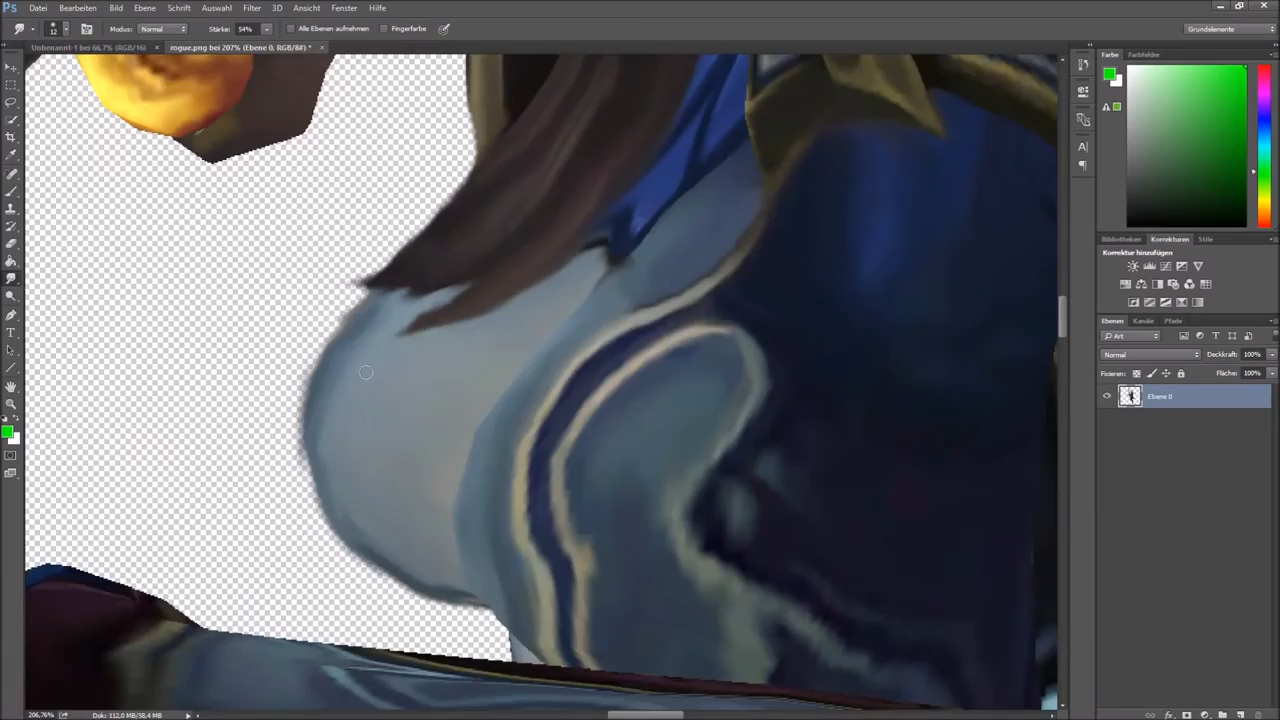 Ps Datei Bearbeiten Bild Ebene Schrift Auswahl Filter 3D Ansicht Fenster Hilfe
12 Modus: Normal Stärke: 54% Alle Ebenen aufnehmen Fingerfarbe Grundelemente
Unbenannt-1 bei 66,7% (RGB/16) × rogue.png bei 207% (Ebene 0, RGB/8#) * ×
Farbe Farbfelder
Bibliotheken Korrekturen Stile
Korrektur hinzufügen
Ebenen Kanäle Pfade
Art
Normal Deckkraft: 100%
Fixieren: Fläche: 100%
Ebene 0
206,76% Dok: 112,0 MB/58,4 MB